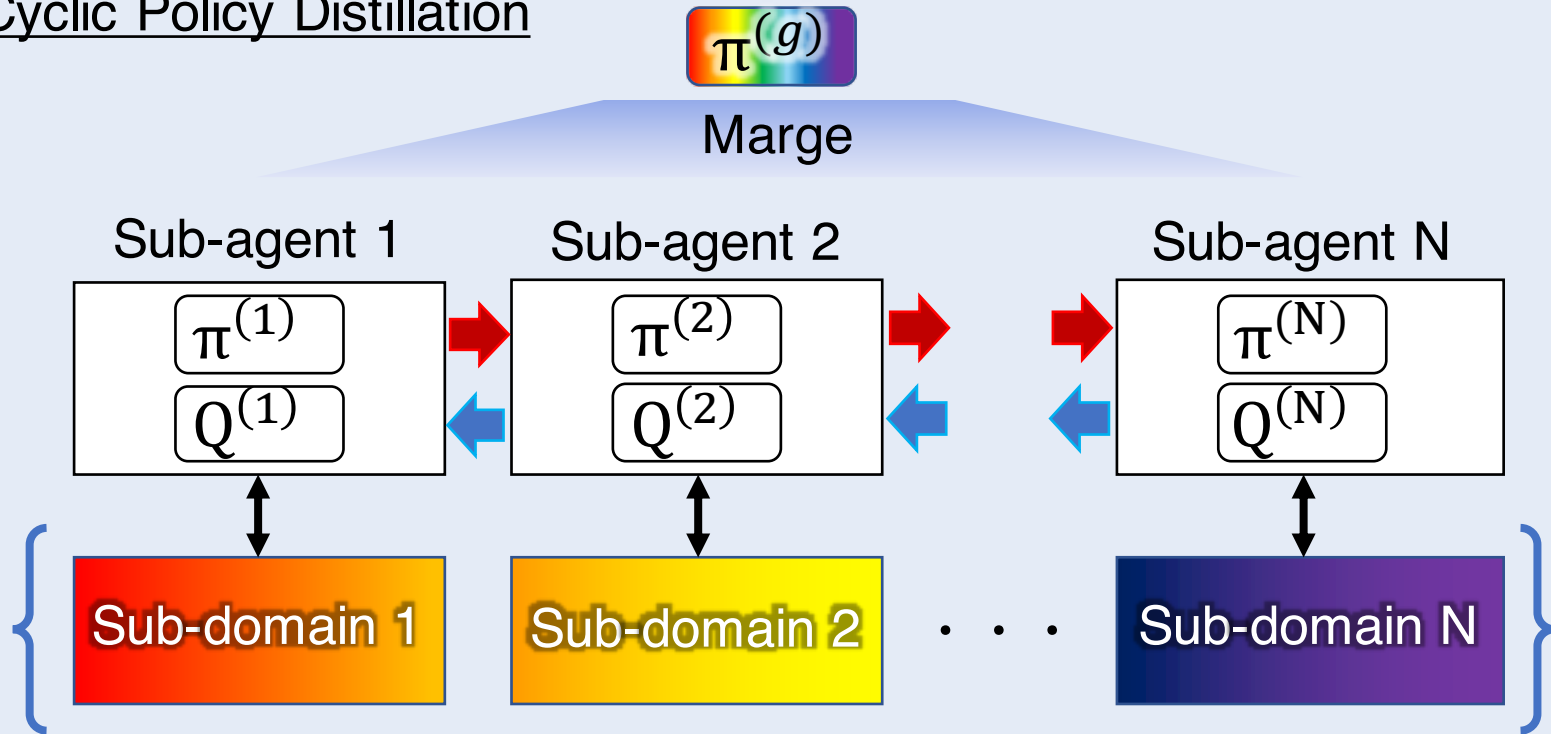 Cyclic Policy Distillation
π^(g)
Marge
Sub-agent 1 Sub-agent 2 Sub-agent N
π^(1) π^(2) π^(N)
Q^(1) Q^(2) Q^(N)
Sub-domain 1 Sub-domain 2 · · · Sub-domain N